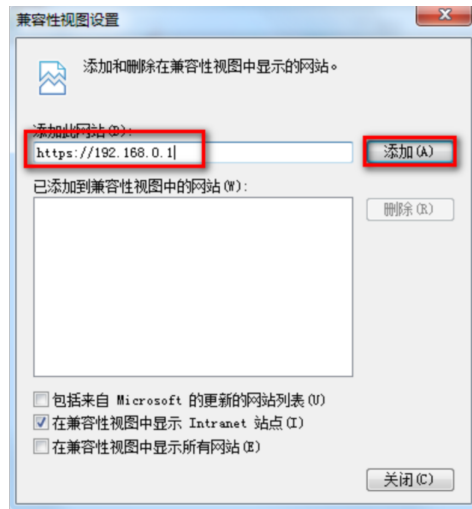 兼容性视图设置
添加和删除在兼容性视图中显示的网站。
添加此网站(D):
https://192.168.0.1
添加(A)
已添加到兼容性视图中的网站(W):
删除(R)
包括来自 Microsoft 的更新的网站列表(U)
在兼容性视图中显示 Intranet 站点(I)
在兼容性视图中显示所有网站(E)
关闭(C)